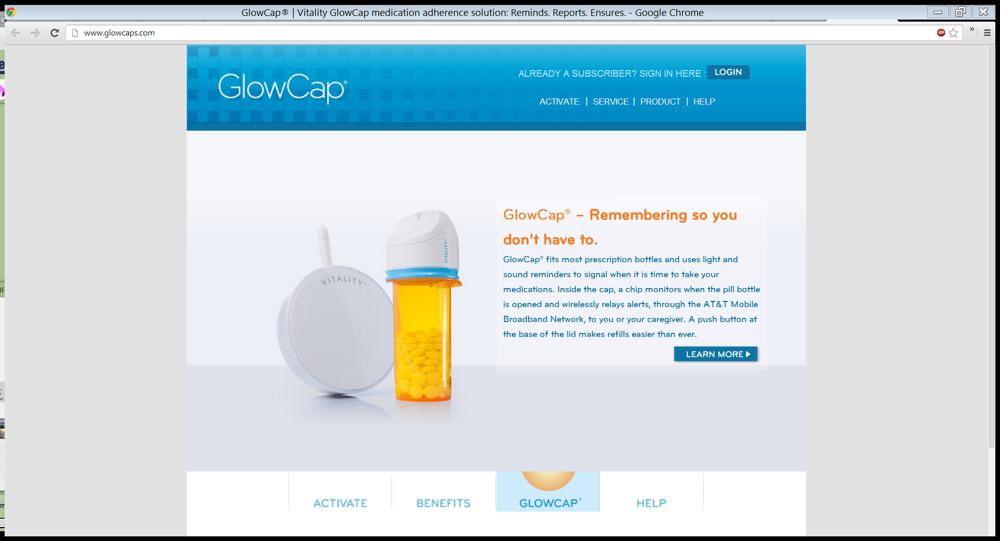 GlowCap® | Vitality GlowCap medication adherence solution: Reminds. Reports. Ensures. - Google Chrome
www.glowcaps.com
ABP
»
GlowCap®
ALREADY A SUBSCRIBER? SIGN IN HERE : LOGIN
ACTIVATE | SERVICE | PRODUCT | HELP
VITALITY™
VITALITY™
GlowCap® – Remembering so you
don't have to.
GlowCap® fits most prescription bottles and uses light and
sound reminders to signal when it is time to take your
medications. Inside the cap, a chip monitors when the pill bottle
is opened and wirelessly relays alerts, through the AT&T Mobile
Broadband Network, to you or your caregiver. A push button at
the base of the lid makes refills easier than ever.
LEARN MORE
ACTIVATE
BENEFITS
GLOWCAP®
HELP